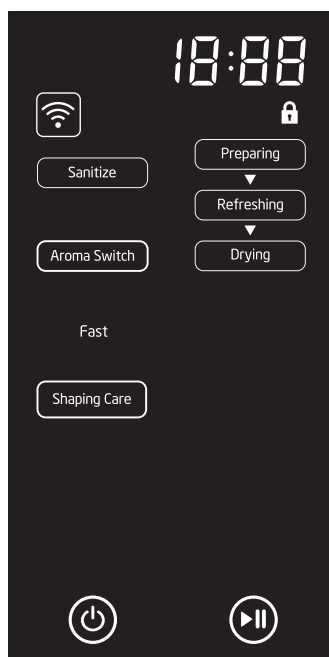 18:88
Preparing
Sanitize
Refreshing
Aroma Switch
Drying
Fast
Shaping Care